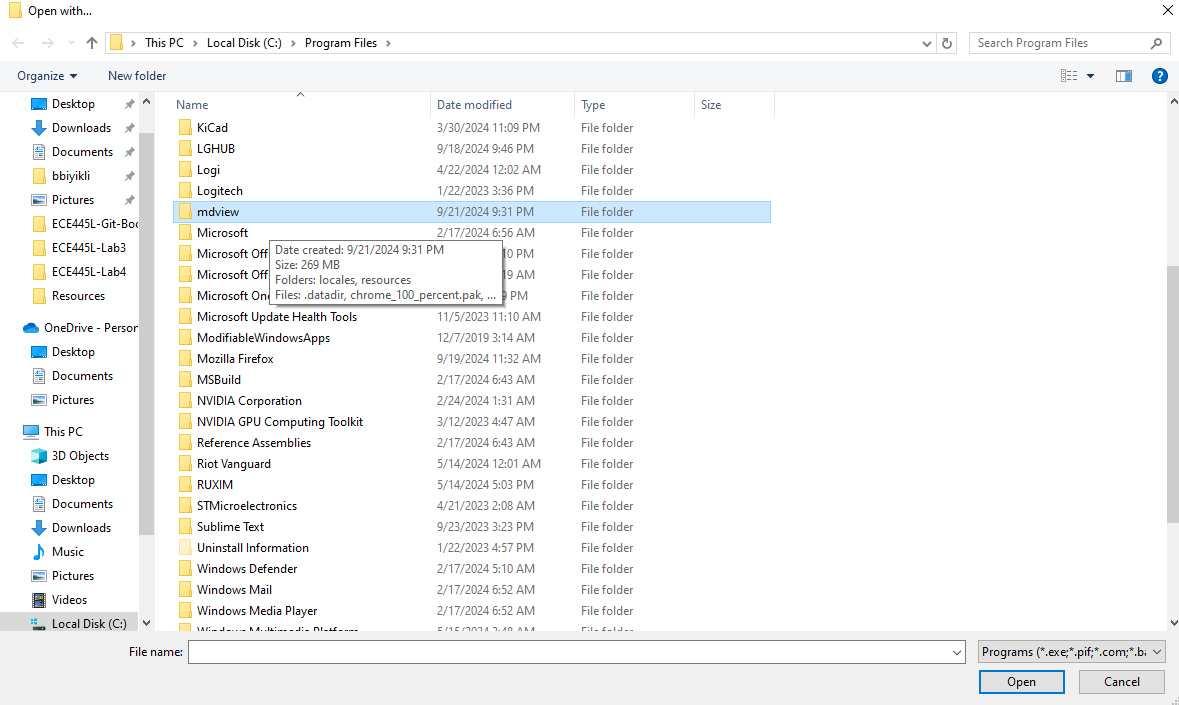 Open with...
This PC > Local Disk (C:) > Program Files >
Search Program Files
Organize
New folder
?
Desktop
Downloads
Documents
bbiyikli
Pictures
ECE445L-Git-Boo
ECE445L-Lab3
ECE445L-Lab4
Resources
OneDrive - Person
Desktop
Documents
Pictures
This PC
3D Objects
Desktop
Documents
Downloads
Music
Pictures
Videos
Local Disk (C:)
Name Date modified Type Size
KiCad 3/30/2024 11:09 PM File folder
LGHUB 9/18/2024 9:46 PM File folder
Logi 4/22/2024 12:02 AM File folder
Logitech 1/22/2023 3:36 PM File folder
mdview 9/21/2024 9:31 PM File folder
Microsoft 2/17/2024 6:56 AM File folder
Microsoft Off 10 PM File folder
Microsoft Off 19 AM File folder
Microsoft One 9 PM File folder
Date created: 9/21/2024 9:31 PM
Size: 269 MB
Folders: locales, resources
Files: .datadir, chrome_100_percent.pak, ...
Microsoft Update Health Tools 11/5/2023 11:10 AM File folder
ModifiableWindowsApps 12/7/2019 3:14 AM File folder
Mozilla Firefox 9/19/2024 11:32 AM File folder
MSBuild 2/17/2024 6:43 AM File folder
NVIDIA Corporation 2/24/2024 1:31 AM File folder
NVIDIA GPU Computing Toolkit 3/12/2023 4:47 AM File folder
Reference Assemblies 2/17/2024 6:43 AM File folder
Riot Vanguard 5/14/2024 12:01 AM File folder
RUXIM 5/14/2024 5:03 PM File folder
STMicroelectronics 4/21/2023 2:08 AM File folder
Sublime Text 9/23/2023 3:23 PM File folder
Uninstall Information 1/22/2023 4:57 PM File folder
Windows Defender 2/17/2024 5:10 AM File folder
Windows Mail 2/17/2024 6:52 AM File folder
Windows Media Player 2/17/2024 6:52 AM File folder
Windows Multimedia Platform 5/15/2024 3:48 AM File folder
File name:
Programs (*.exe;*.pif;*.com;*.ba
Open
Cancel